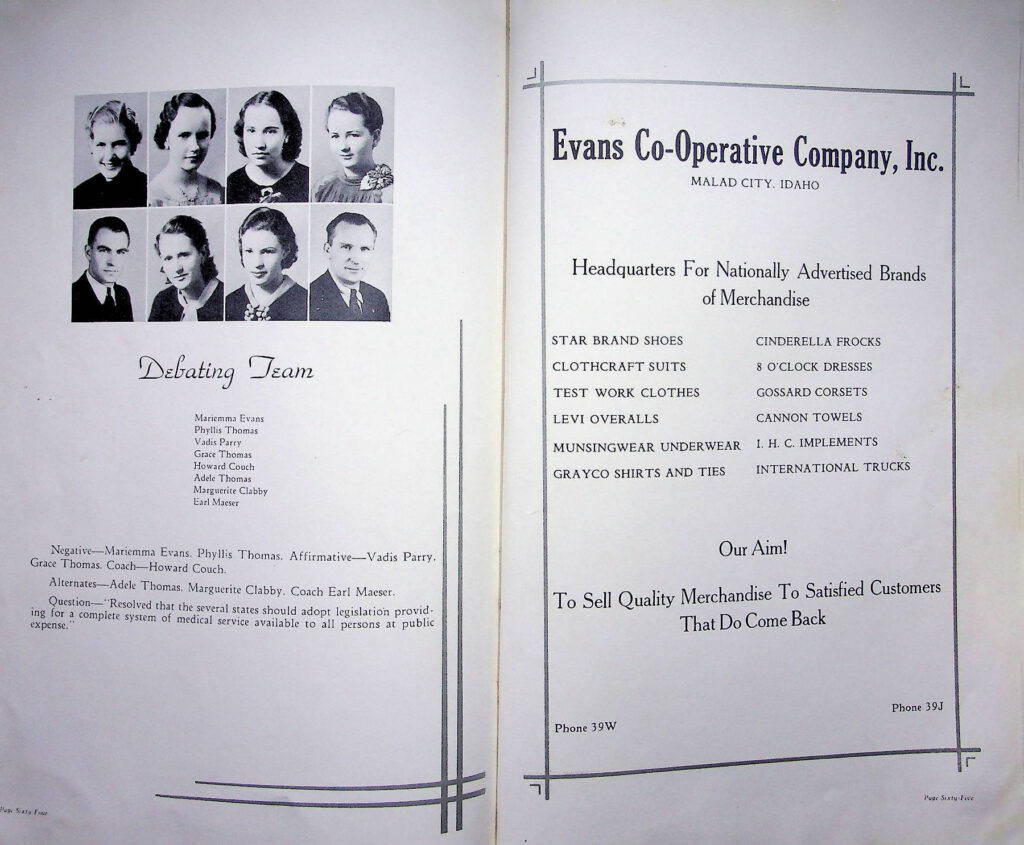 Debating Team
Mariemma Evans
Phyllis Thomas
Vadis Parry
Grace Thomas
Howard Couch
Adele Thomas
Marguerite Clabby
Earl Maeser
Negative—Mariemma Evans, Phyllis Thomas. Affirmative—Vadis Parry,
Grace Thomas. Coach—Howard Couch.
Alternates—Adele Thomas, Marguerite Clabby. Coach Earl Maeser.
Question—"Resolved that the several states should adopt legislation provid-
ing for a complete system of medical service available to all persons at public
expense."
Page Sixty-Four
Evans Co-Operative Company, Inc.
MALAD CITY, IDAHO
Headquarters For Nationally Advertised Brands
of Merchandise
STAR BRAND SHOES
CLOTHCRAFT SUITS
TEST WORK CLOTHES
LEVI OVERALLS
MUNSINGWEAR UNDERWEAR
GRAYCO SHIRTS AND TIES
CINDERELLA FROCKS
8 O'CLOCK DRESSES
GOSSARD CORSETS
CANNON TOWELS
I. H. C. IMPLEMENTS
INTERNATIONAL TRUCKS
Our Aim!
To Sell Quality Merchandise To Satisfied Customers
That Do Come Back
Phone 39W
Phone 39J
Page Sixty-Five